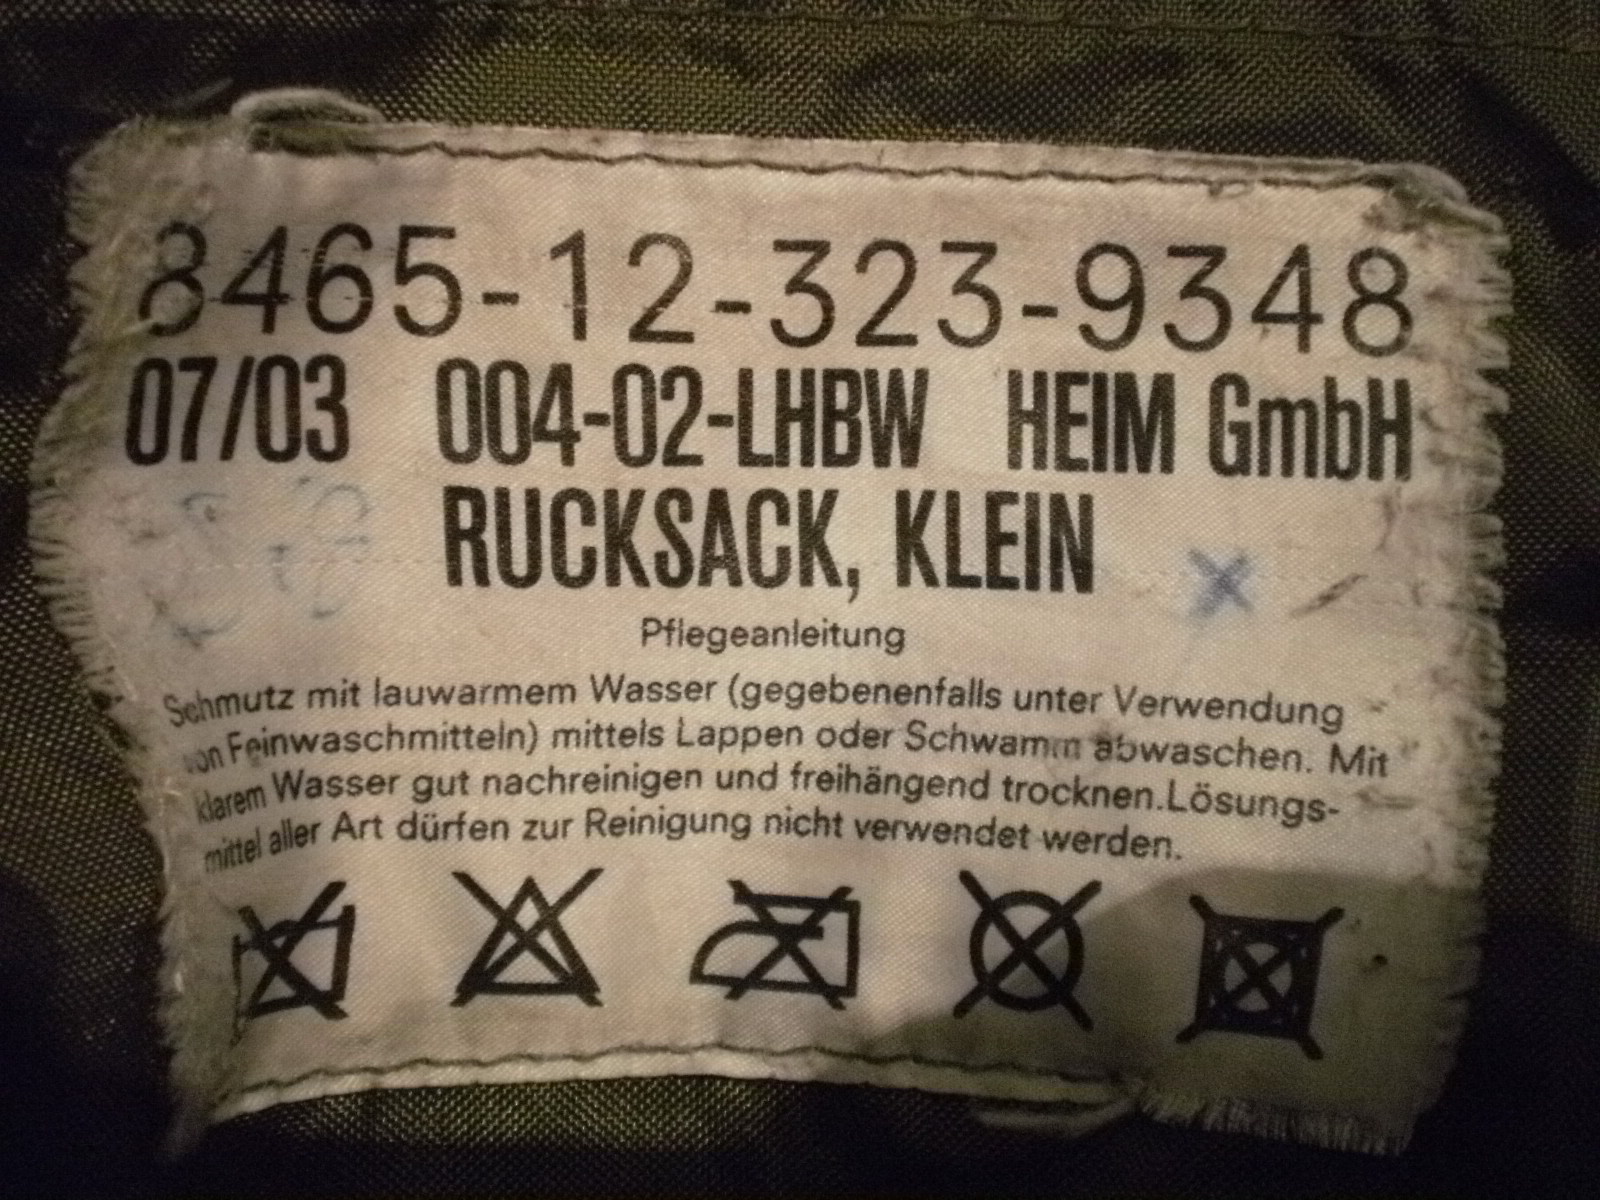 8465-12-323-9348
07/03 004-02-LHBW HEIM GmbH
RUCKSACK, KLEIN
Pflegeanleitung
Schmutz mit lauwarmem Wasser (gegebenenfalls unter Verwendung
von Feinwaschmitteln) mittels Lappen oder Schwamm abwaschen. Mit
klarem Wasser gut nachreinigen und freihängend trocknen.Lösungs-
mittel aller Art dürfen zur Reinigung nicht verwendet werden.